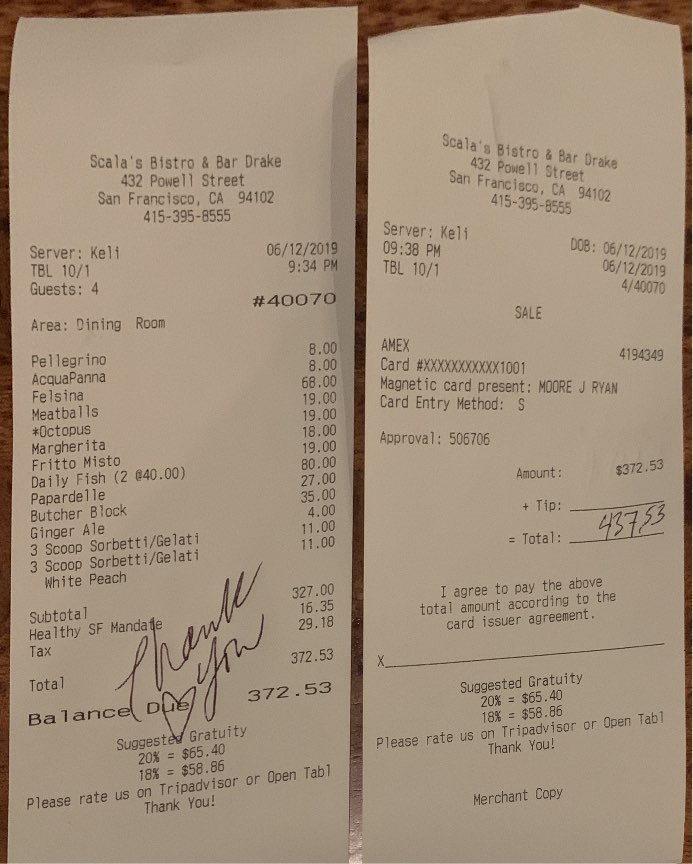 Scala's Bistro & Bar Drake
432 Powell Street
San Francisco, CA 94102
415-395-8555
Server: Keli 06/12/2019
TBL 10/1 9:34 PM
Guests: 4
#40070
Area: Dining Room
Pellegrino 8.00
AcquaPanna 8.00
Felsina 68.00
Meatballs 19.00
*Octopus 19.00
Margherita 18.00
Fritto Misto 19.00
Daily Fish (2 @40.00) 80.00
Papardelle 27.00
Butcher Block 35.00
Ginger Ale 4.00
3 Scoop Sorbetti/Gelati 11.00
3 Scoop Sorbetti/Gelati 11.00
White Peach
Subtotal 327.00
Healthy SF Mandate 16.35
Tax 29.18
Total 372.53
Balance Due 372.53
Thank
You
Suggested Gratuity
20% = $65.40
18% = $58.86
Please rate us on Tripadvisor or Open Tabl
Thank You!
Scala's Bistro & Bar Drake
432 Powell Street
San Francisco, CA 94102
415-395-8555
Server: Keli DOB: 06/12/2019
09:38 PM 06/12/2019
TBL 10/1 4/40070
SALE
AMEX 4194349
Card #XXXXXXXXXXX1001
Magnetic card present: MOORE J RYAN
Card Entry Method: S
Approval: 506706
Amount: $372.53
+ Tip:
= Total: 437.53
I agree to pay the above
total amount according to the
card issuer agreement.
X
Suggested Gratuity
20% = $65.40
18% = $58.86
Please rate us on Tripadvisor or Open Tabl
Thank You!
Merchant Copy